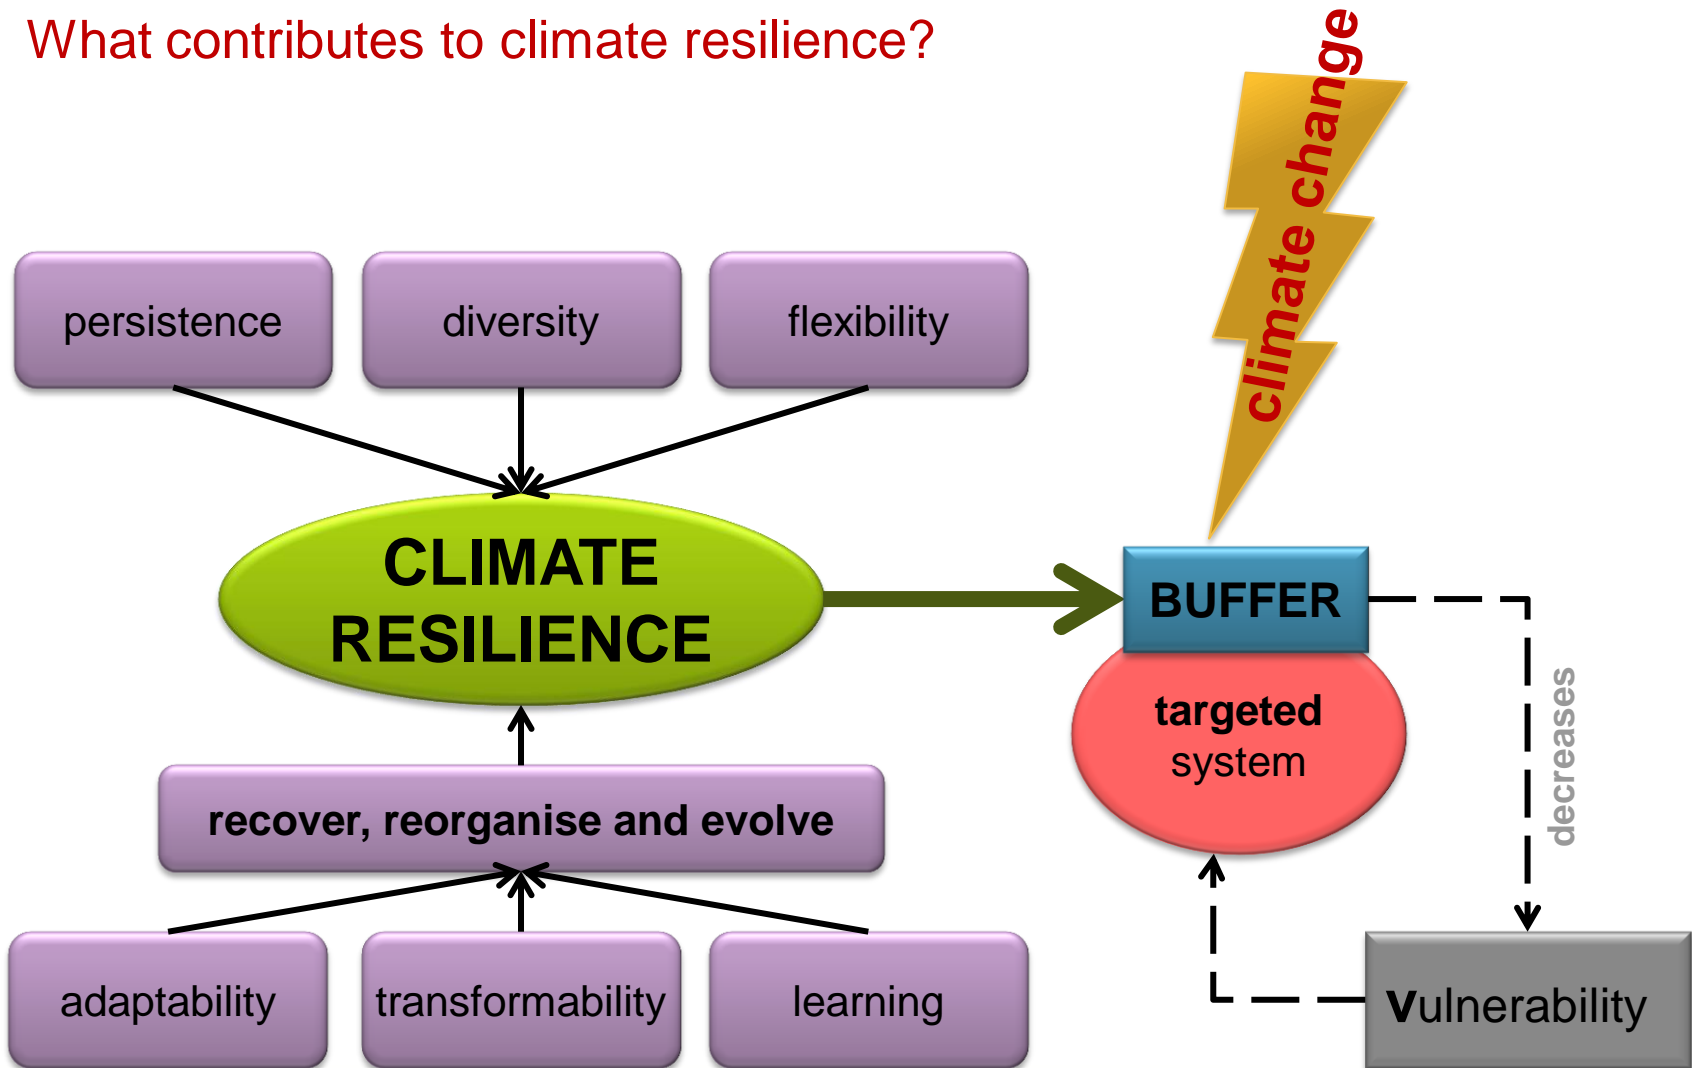 What contributes to climate resilience?
climate change
persistence
diversity
flexibility
CLIMATE
RESILIENCE
BUFFER
targeted
system
decreases
recover, reorganise and evolve
adaptability
transformability
learning
Vulnerability